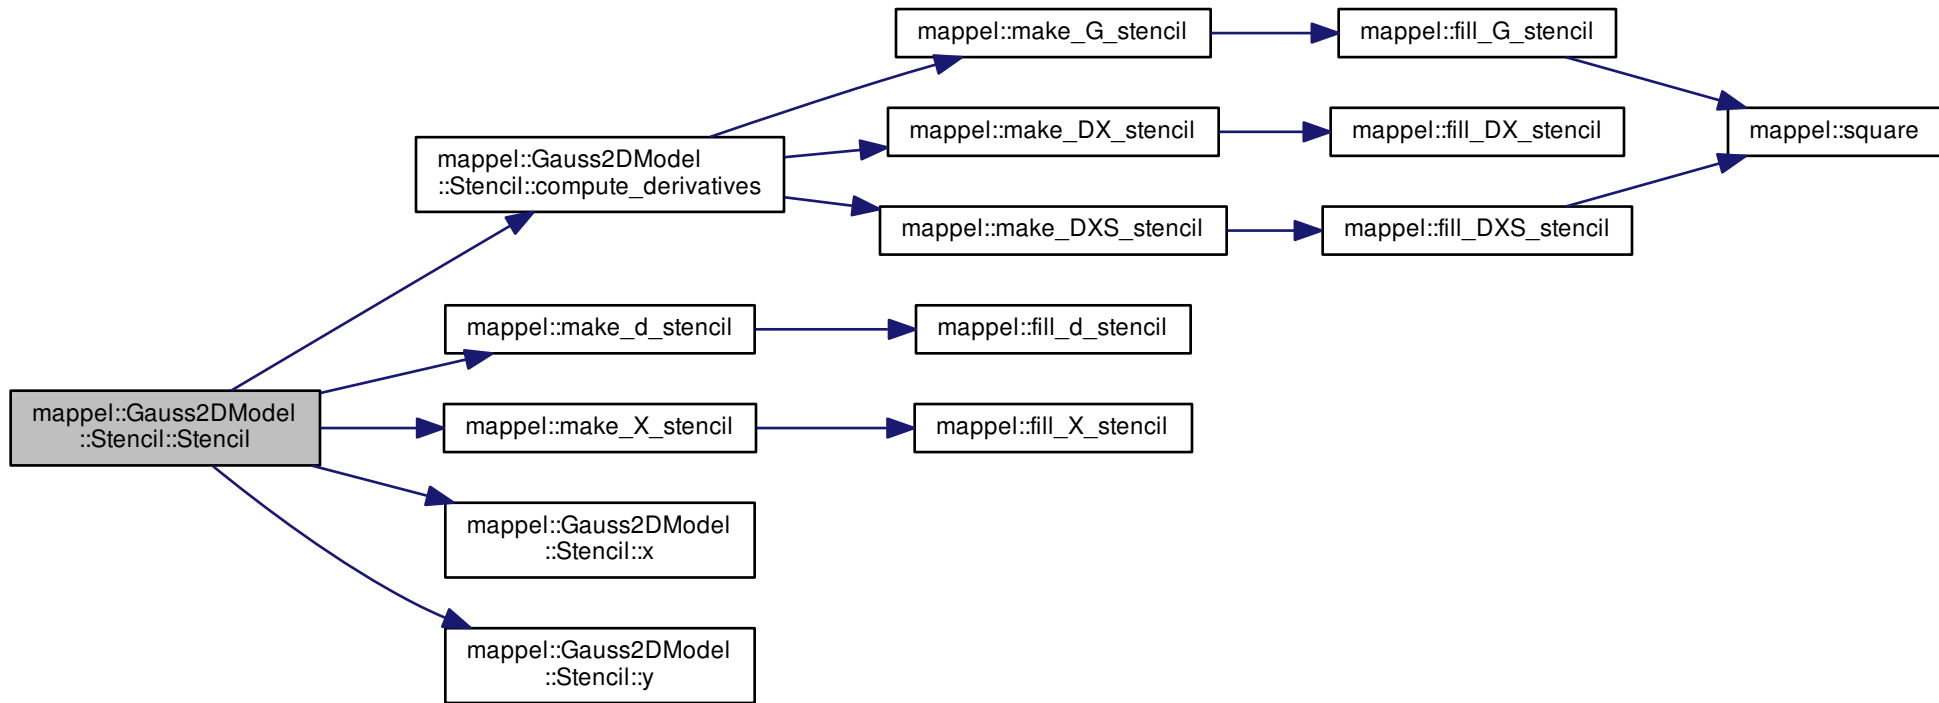 mappel::make_G_stencil
mappel::fill_G_stencil
mappel::make_DX_stencil
mappel::fill_DX_stencil
mappel::square
mappel::Gauss2DModel
::Stencil::compute_derivatives
mappel::make_DXS_stencil
mappel::fill_DXS_stencil
mappel::make_d_stencil
mappel::fill_d_stencil
mappel::Gauss2DModel
::Stencil::Stencil
mappel::make_X_stencil
mappel::fill_X_stencil
mappel::Gauss2DModel
::Stencil::x
mappel::Gauss2DModel
::Stencil::y